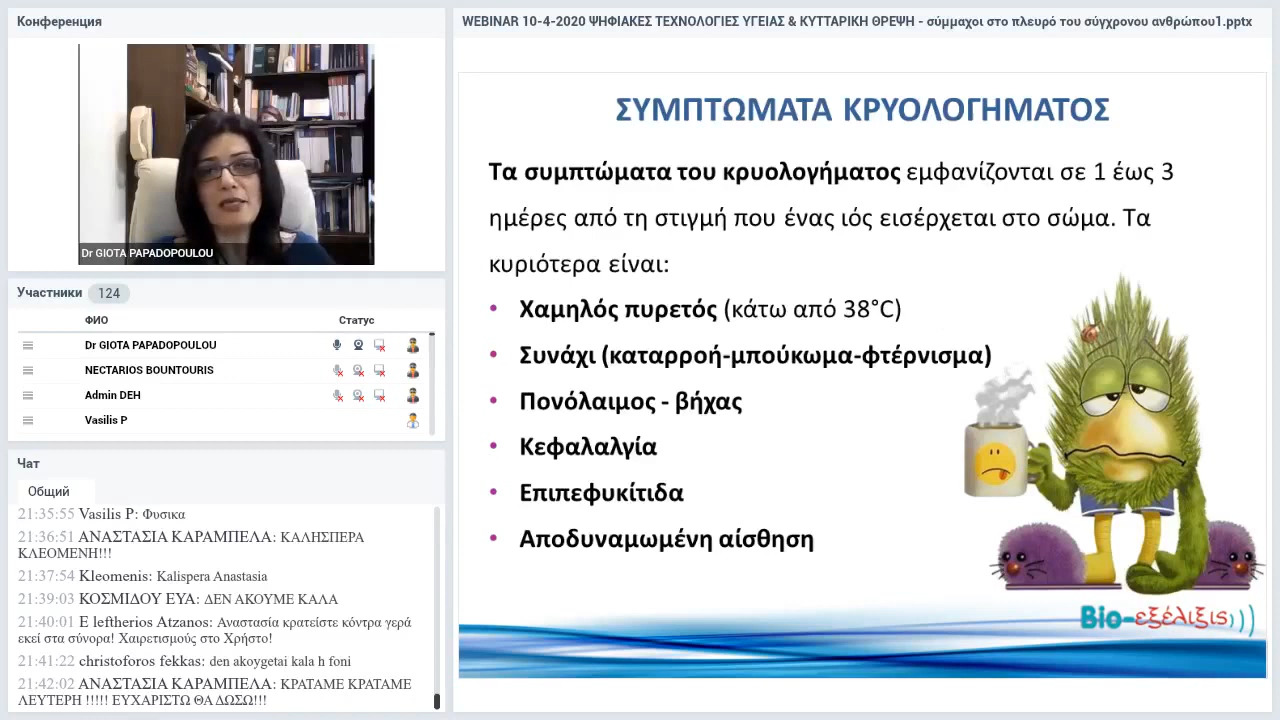 Конференция
Dr GIOTA PAPADOPOULOU
Участники 124
ФИО Статус
Dr GIOTA PAPADOPOULOU
NECTARIOS BOUNTOURIS
Admin DEH
Vasilis P
Чат
Общий
21:35:55 Vasilis P: Φυσικα
21:36:51 ΑΝΑΣΤΑΣΙΑ ΚΑΡΑΜΠΕΛΑ: ΚΑΛΗΣΠΕΡΑ
ΚΛΕΟΜΕΝΗ!!!
21:37:54 Kleomenis: Kalispera Anastasia
21:39:03 ΚΟΣΜΙΔΟΥ ΕΥΑ: ΔΕΝ ΑΚΟΥΜΕ ΚΑΛΑ
21:40:01 E leftherios Atzanos: Αναστασία κρατείστε κόντρα γερά
εκεί στα σύνορα! Χαιρετισμούς στο Χρήστο!
21:41:22 christoforos fekkas: den akoygetai kala h foni
21:42:02 ΑΝΑΣΤΑΣΙΑ ΚΑΡΑΜΠΕΛΑ: ΚΡΑΤΑΜΕ ΚΡΑΤΑΜΕ
ΛΕΥΤΕΡΗ !!!!! ΕΥΧΑΡΙΣΤΩ ΘΑ ΔΩΣΩ!!!
WEBINAR 10-4-2020 ΨΗΦΙΑΚΕΣ ΤΕΧΝΟΛΟΓΙΕΣ ΥΓΕΙΑΣ & ΚΥΤΤΑΡΙΚΗ ΘΡΕΨΗ - σύμμαχοι στο πλευρό του σύγχρονου ανθρώπου1.pptx
ΣΥΜΠΤΩΜΑΤΑ ΚΡΥΟΛΟΓΗΜΑΤΟΣ
Τα συμπτώματα του κρυολογήματος εμφανίζονται σε 1 έως 3
ημέρες από τη στιγμή που ένας ιός εισέρχεται στο σώμα. Τα
κυριότερα είναι:
• Χαμηλός πυρετός (κάτω από 38°C)
• Συνάχι (καταρροή-μπούκωμα-φτέρνισμα)
• Πονόλαιμος - βήχας
• Κεφαλαλγία
• Επιπεφυκίτιδα
• Αποδυναμωμένη αίσθηση
Bio-εξέλιξις)))